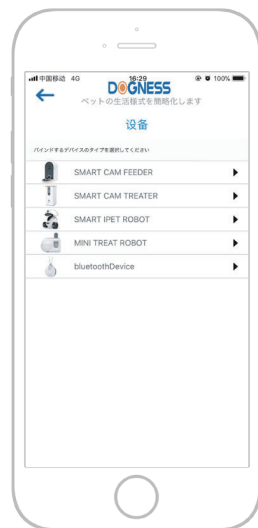 中国移动 4G 16:29 100%
DOGNESS
ペットの生活様式を簡略化します
设备
バインドするデバイスのタイプを選択してください
SMART CAM FEEDER
SMART CAM TREATER
SMART IPET ROBOT
MINI TREAT ROBOT
bluetoothDevice